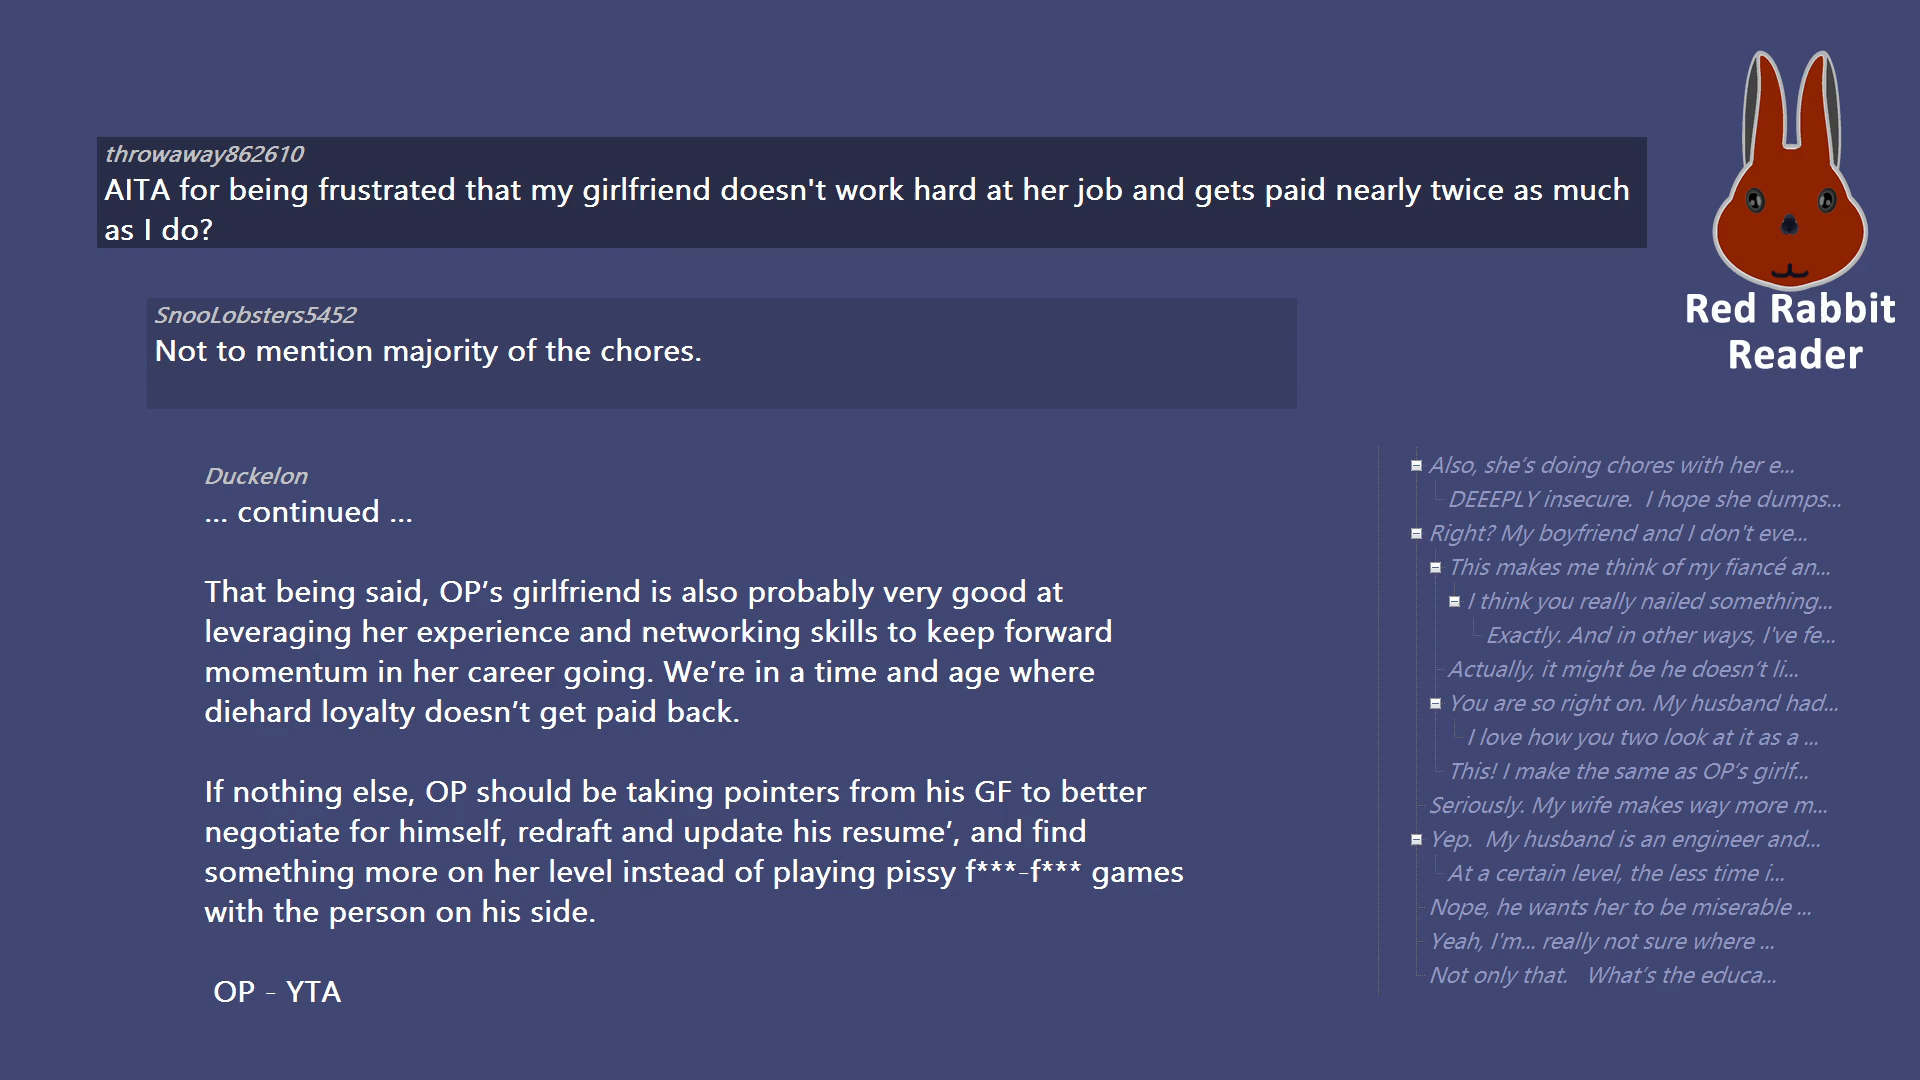 throwaway862610
AITA for being frustrated that my girlfriend doesn't work hard at her job and gets paid nearly twice as much
as I do?
Red Rabbit
Reader
SnooLobsters5452
Not to mention majority of the chores.
Duckelon
... continued ...
That being said, OP’s girlfriend is also probably very good at
leveraging her experience and networking skills to keep forward
momentum in her career going. We’re in a time and age where
diehard loyalty doesn’t get paid back.
If nothing else, OP should be taking pointers from his GF to better
negotiate for himself, redraft and update his resume’, and find
something more on her level instead of playing pissy f***-f*** games
with the person on his side.
OP - YTA
Also, she’s doing chores with her e...
DEEEPLY insecure.  I hope she dumps...
Right? My boyfriend and I don't eve...
This makes me think of my fiancé an...
I think you really nailed something...
Exactly. And in other ways, I've fe...
Actually, it might be he doesn’t li...
You are so right on. My husband had...
I love how you two look at it as a ...
This! I make the same as OP’s girlf...
Seriously. My wife makes way more m...
Yep.  My husband is an engineer and...
At a certain level, the less time i...
Nope, he wants her to be miserable ...
Yeah, I'm... really not sure where ...
Not only that.   What’s the educa...